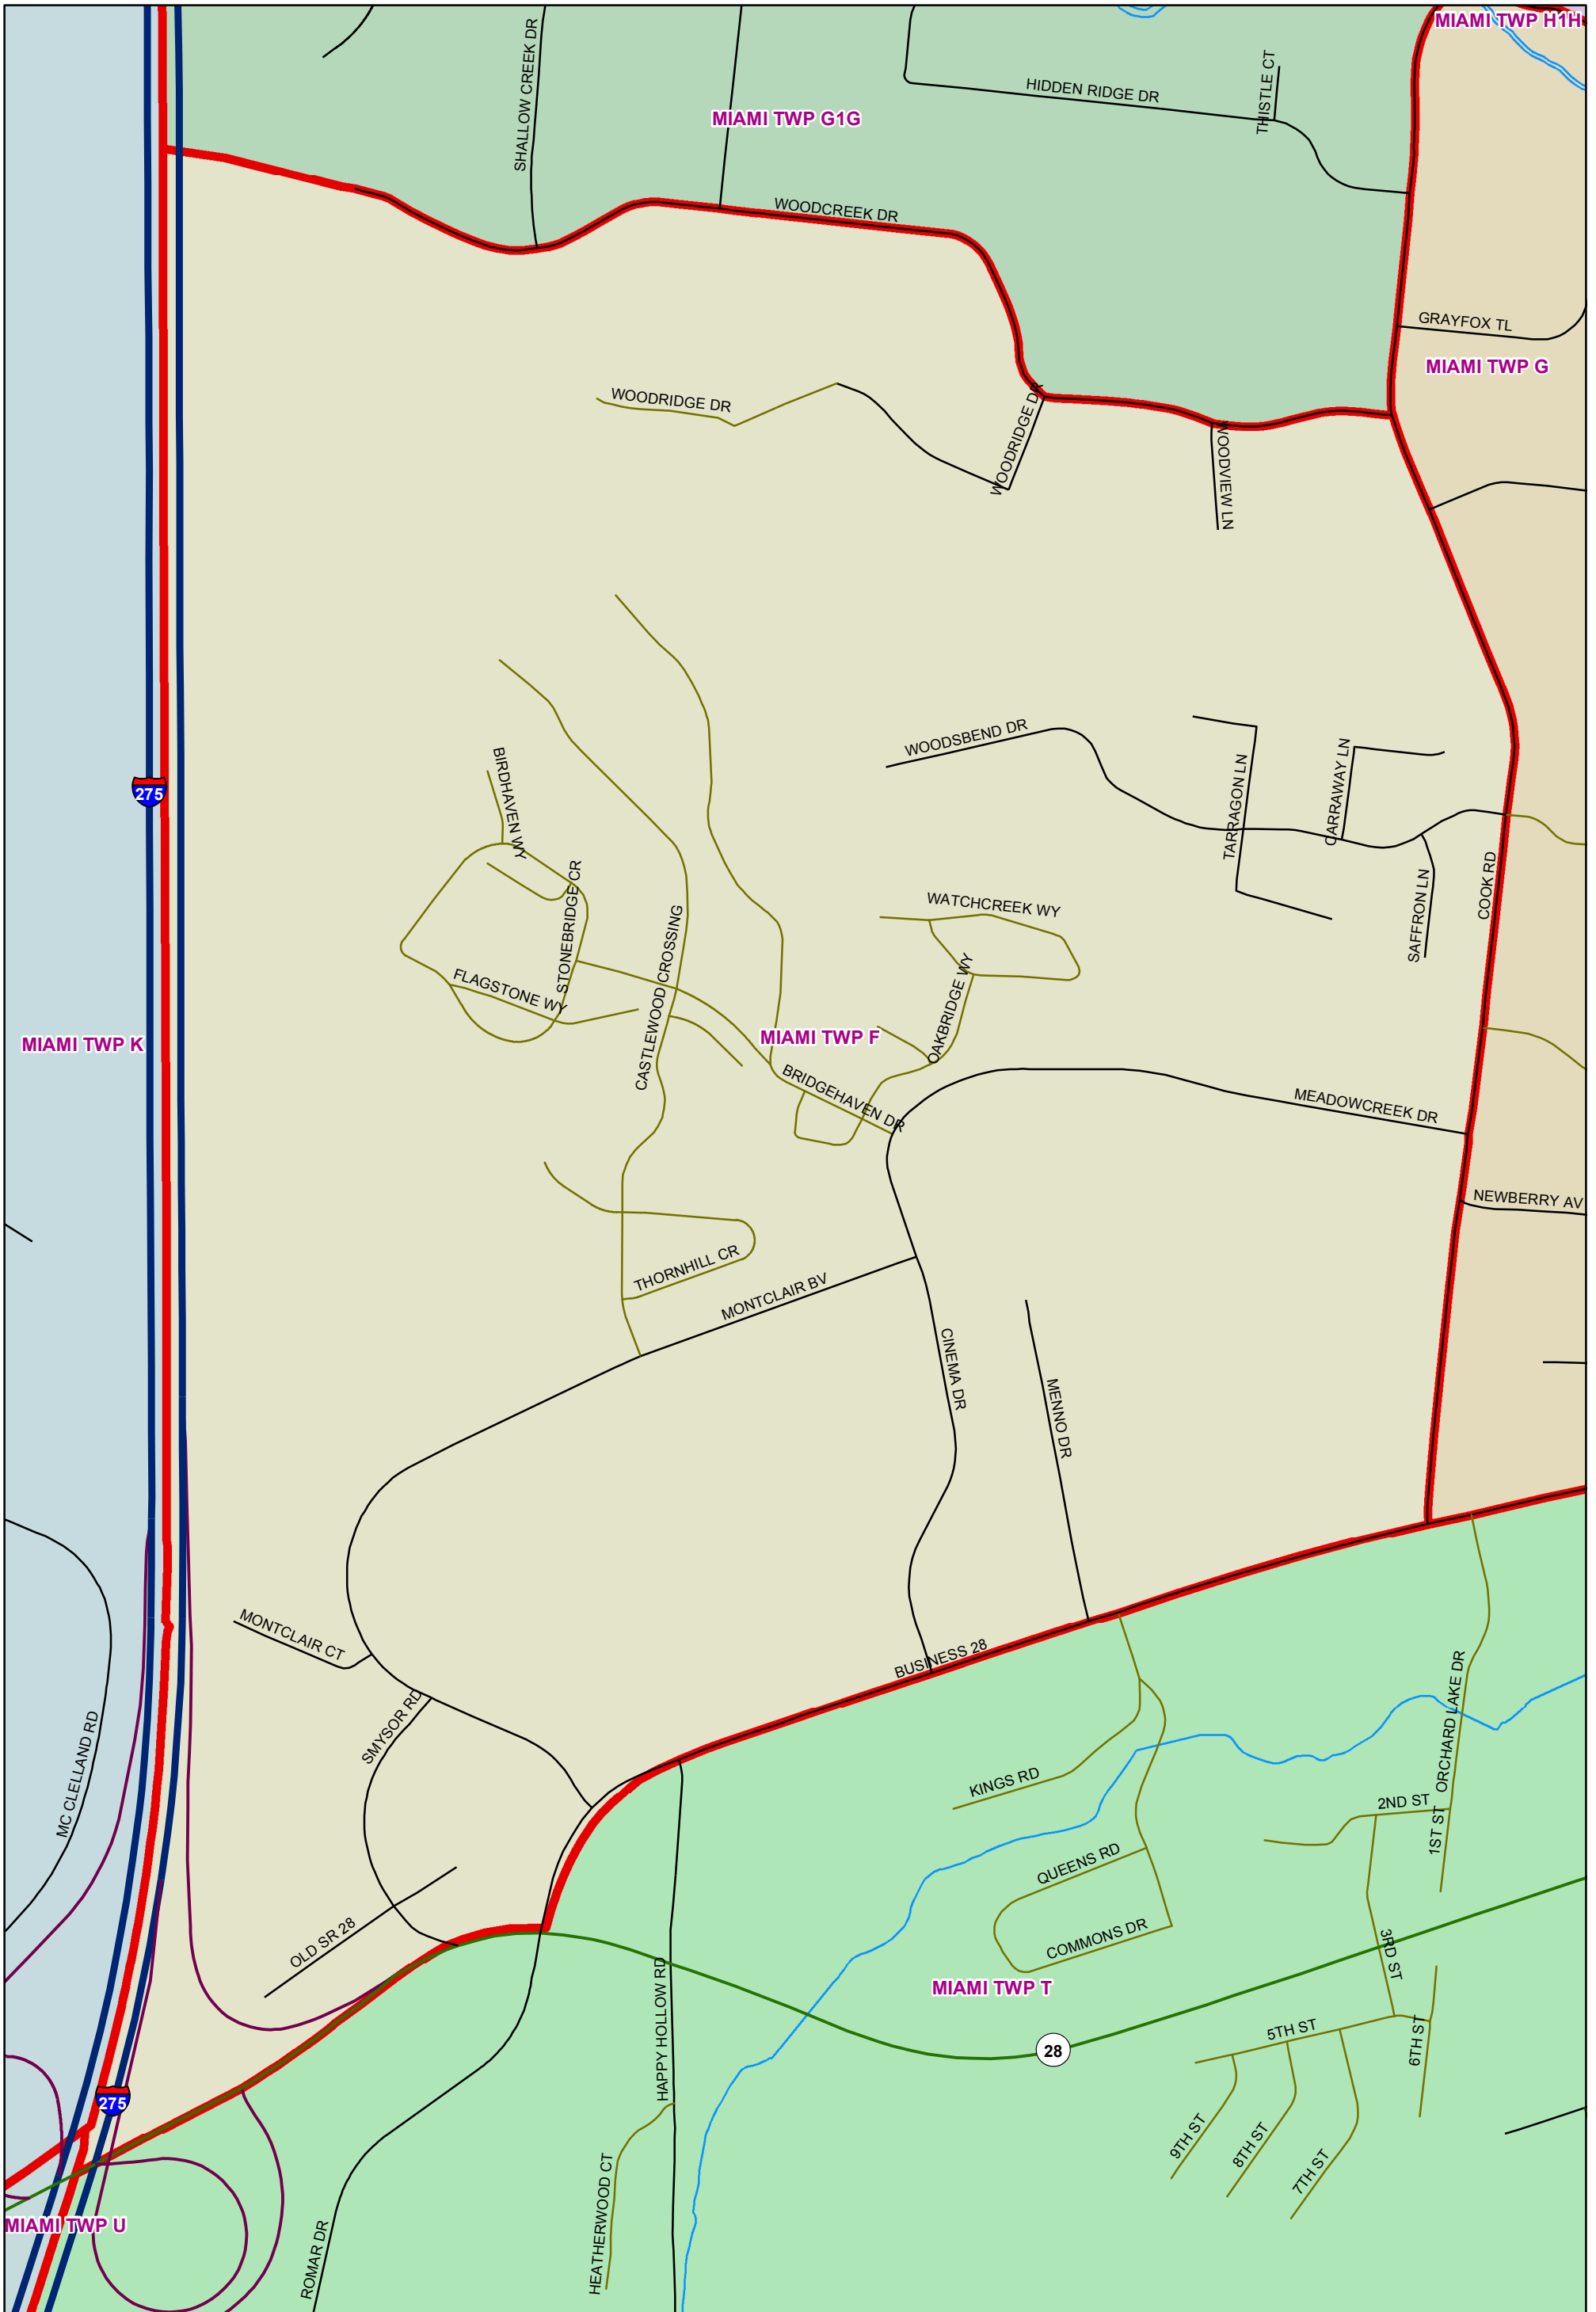 MIAMI TWP H1H
SHALLOW CREEK DR
HIDDEN RIDGE DR
THISTLE CT
MIAMI TWP G1G
WOODCREEK DR
GRAYFOX TL
MIAMI TWP G
WOODRIDGE DR
WOODRIDGE DR
WOODVIEW LN
WOODSBEND DR
BIRDHAVEN WY
TARRAGON LN
CARRAWAY LN
275
COOK RD
STONEBRIDGE CR
SAFFRON LN
WATCHCREEK WY
CASTLEWOOD CROSSING
FLAGSTONE WY
OAKBRIDGE WY
MIAMI TWP K
MIAMI TWP F
BRIDGEHAVEN DR
MEADOWCREEK DR
NEWBERRY AV
THORNHILL CR
MONTCLAIR BV
CINEMA DR
MENNO DR
MONTCLAIR CT
BUSINESS 28
SMYSOR RD
MC CLELLAND RD
ORCHARD LAKE DR
KINGS RD
2ND ST
1ST ST
QUEENS RD
OLD SR 28
COMMONS DR
3RD ST
MIAMI TWP T
HAPPY HOLLOW RD
28
5TH ST
6TH ST
275
9TH ST
8TH ST
7TH ST
HEATHERWOOD CT
MIAMI TWP U
ROMAR DR